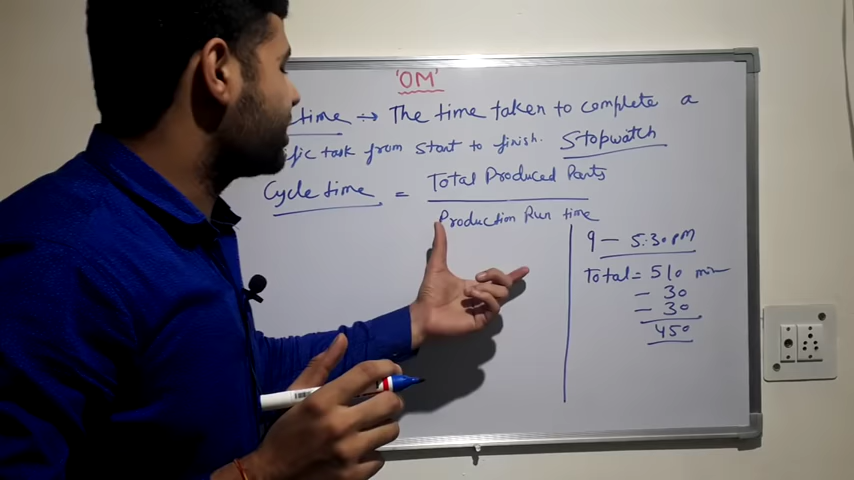 'OM'
time → The time taken to complete a
ific task from start to finish. Stopwatch
Cycle time = Total Produced Parts
Production Run time
9 – 5:30 PM
Total = 510 min
– 30
– 30
450